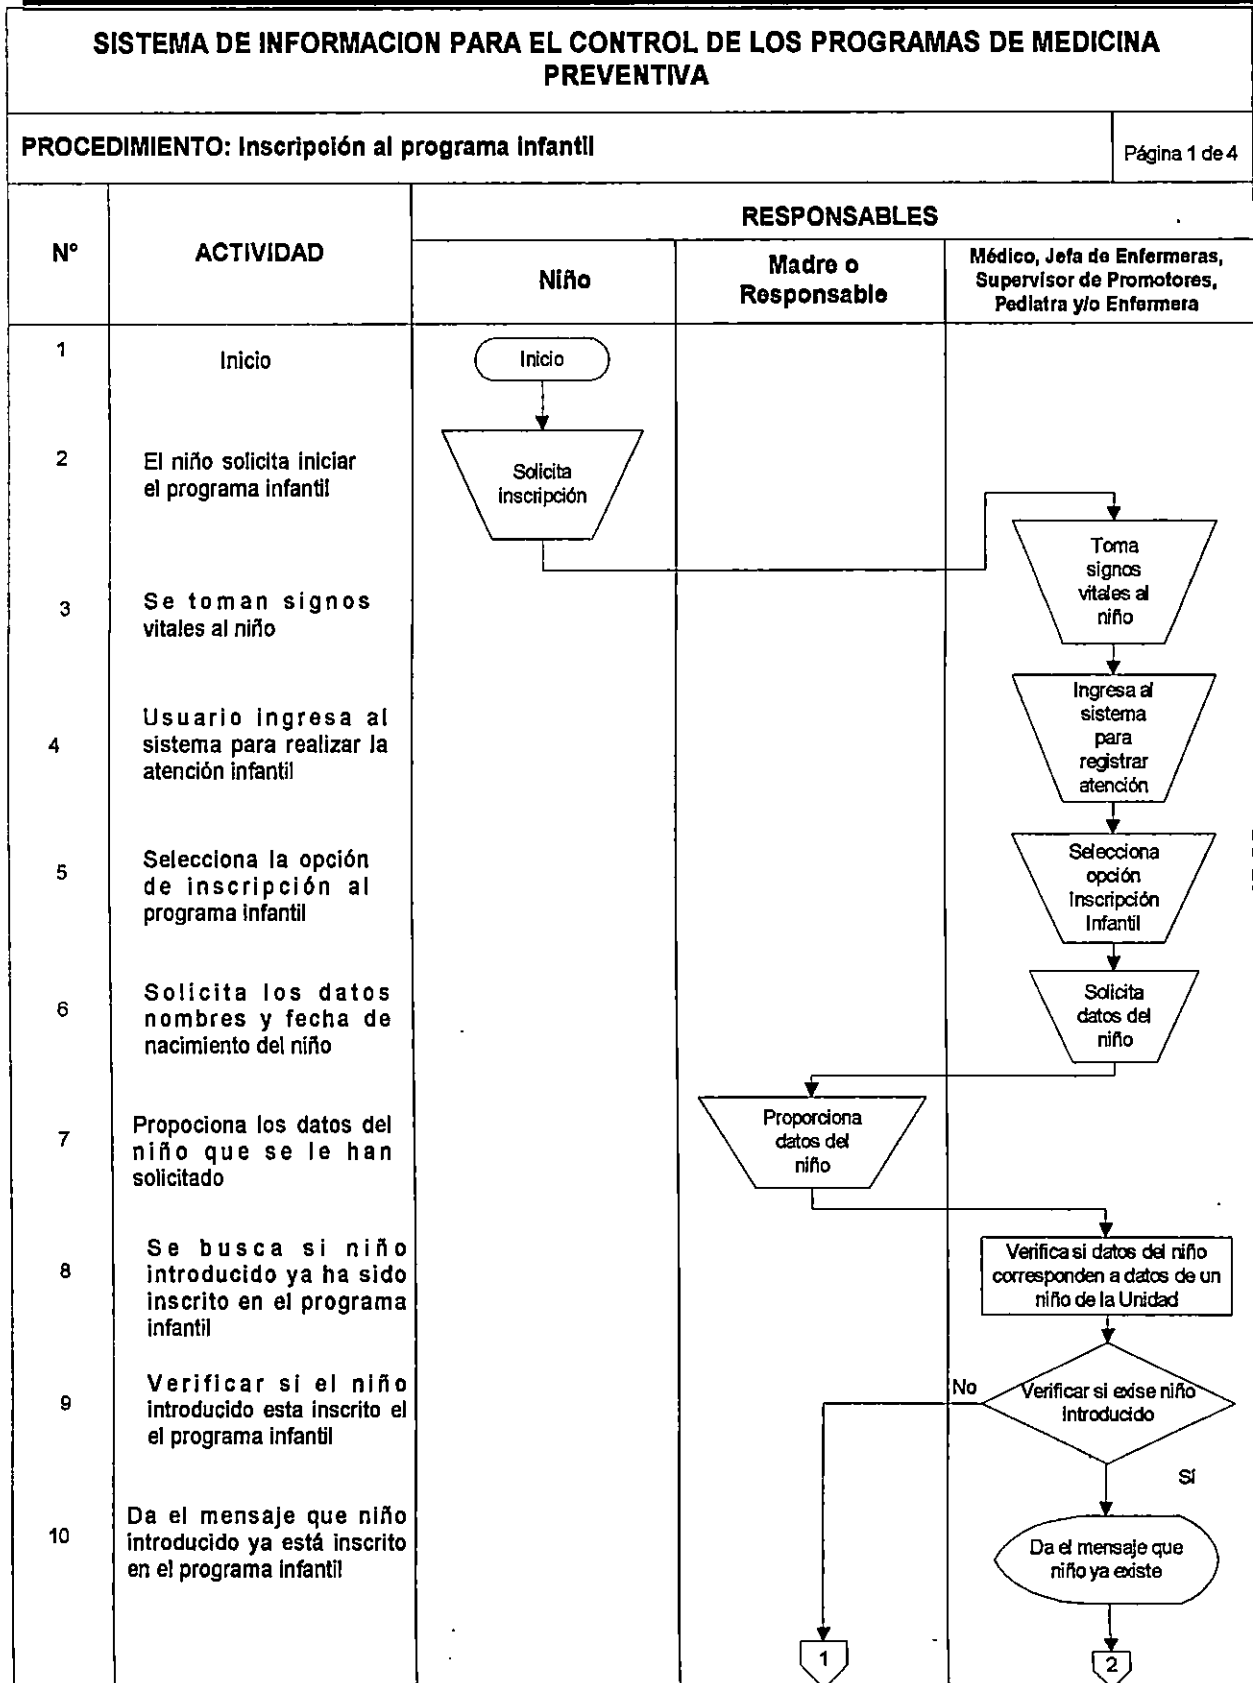 SISTEMA DE INFORMACION PARA EL CONTROL DE LOS PROGRAMAS DE MEDICINA
PREVENTIVA
PROCEDIMIENTO: Inscripción al programa infantil
Página 1 de 4
Nº
ACTIVIDAD
RESPONSABLES
Niño
Madre o
Responsable
Médico, Jefa de Enfermeras,
Supervisor de Promotores,
Pediatra y/o Enfermera
1
Inicio
Inicio
2
El niño solicita iniciar
el programa infantil
Solicita
inscripción
Toma
signos
vitales al
niño
3
Se toman signos
vitales al niño
4
Usuario ingresa al
sistema para realizar la
atención infantil
Ingresa al
sistema
para
registrar
atención
5
Selecciona la opción
de inscripción al
programa infantil
Selecciona
opción
Inscripción
Infantil
6
Solicita los datos
nombres y fecha de
nacimiento del niño
Solicita
datos del
niño
7
Propociona los datos del
niño que se le han
solicitado
Proporciona
datos del
niño
8
Se busca si niño
introducido ya ha sido
inscrito en el programa
infantil
Verifica si datos del niño
corresponden a datos de un
niño de la Unidad
9
Verificar si el niño
introducido esta inscrito el
el programa infantil
No
Verificar si exise niño
introducido
Sí
10
Da el mensaje que niño
introducido ya está inscrito
en el programa infantil
Da el mensaje que
niño ya existe
1
2